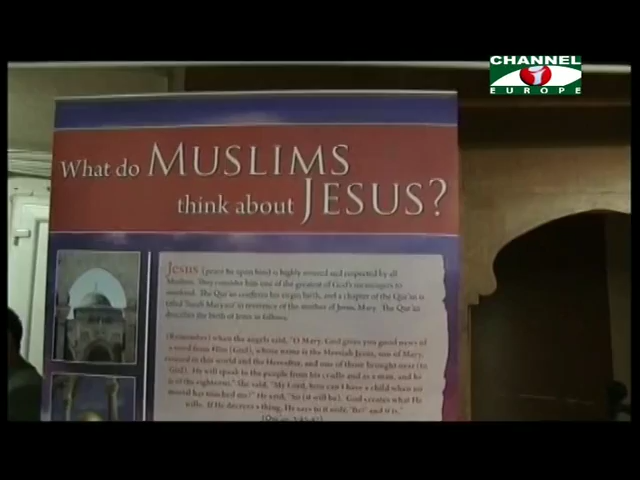 CHANNEL
i
EUROPE
What do MUSLIMS
think about JESUS?
Jesus (peace be upon him) is highly revered and respected by all
Muslims. They consider him one of the greatest of God's messengers to
mankind. The Qur'an confirms his virgin birth, and a chapter of the Qur'an is
titled 'Surah Maryam' in reverence of the mother of Jesus, Mary. The Qur'an
describes the birth of Jesus as follows.
(Remember) when the angels said, "O Mary, God gives you good news of
a word from Him (God), whose name is the Messiah Jesus, son of Mary,
revered in this world and the Hereafter, and one of those brought near (to
God). He will speak to the people from his cradle and as a man, and he
is of the righteous." She said, "My Lord, how can I have a child when no
mortal has touched me?" He said, "So (it will be). God creates what He
wills. If He decrees a thing, He says to it only, 'Be!' and it is."
(Qur'an, 3:45-47)